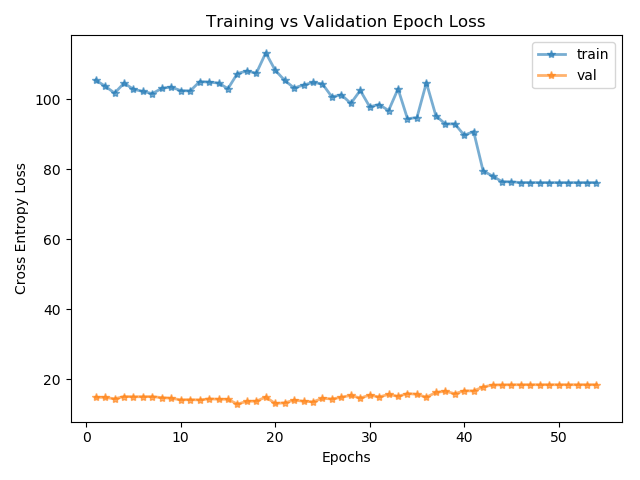 Training vs Validation Epoch Loss
train
val
Cross Entropy Loss
100
80
60
40
20
0 10 20 30 40 50
Epochs